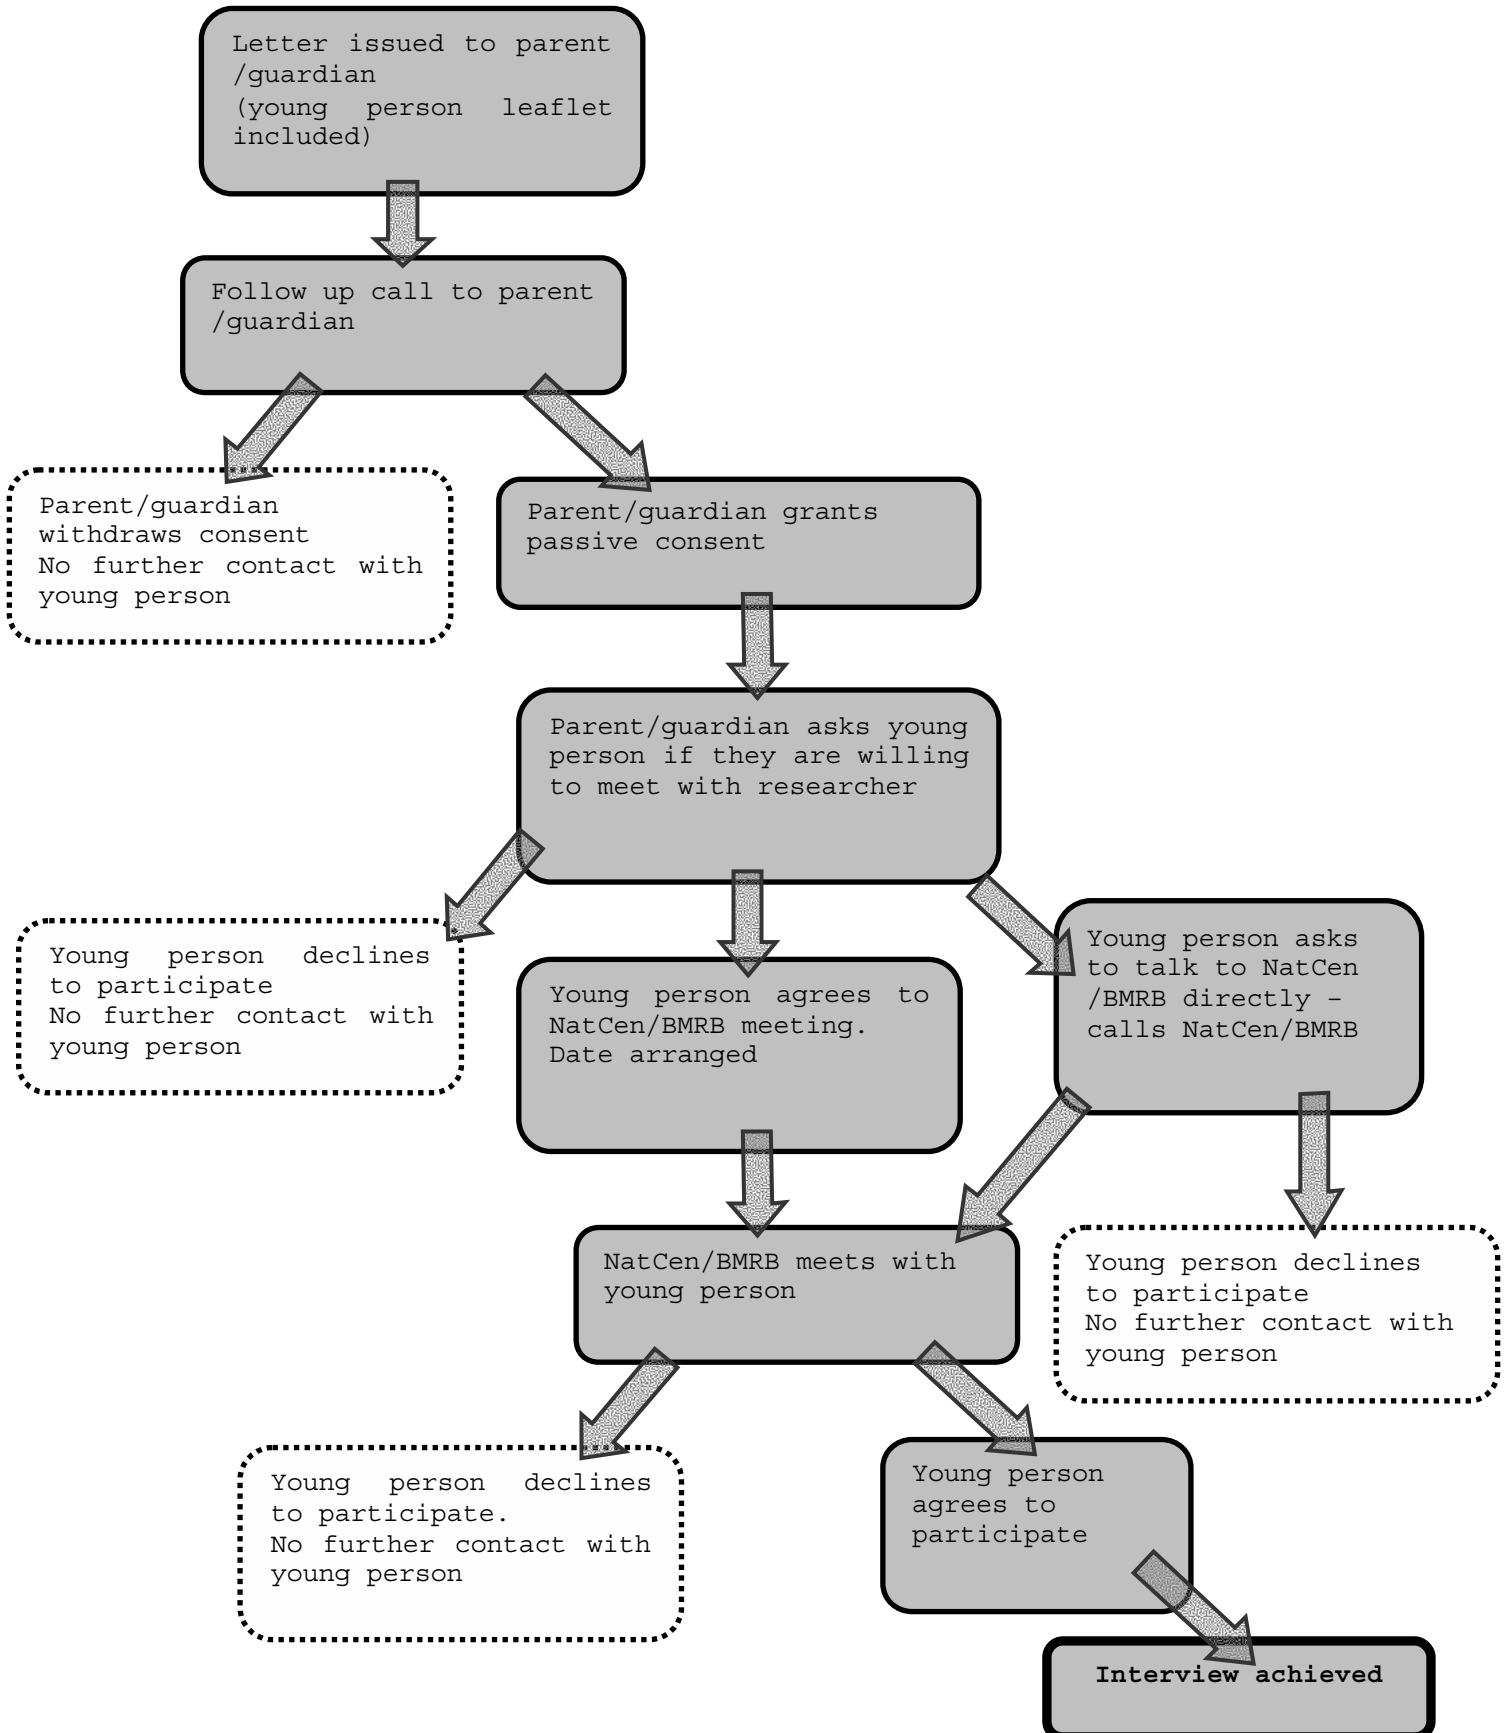 Letter issued to parent
/guardian
(young person leaflet
included)
Follow up call to parent
/guardian
Parent/guardian
withdraws consent
No further contact with
young person
Parent/guardian grants
passive consent
Parent/guardian asks young
person if they are willing
to meet with researcher
Young person declines
to participate
No further contact with
young person
Young person agrees to
NatCen/BMRB meeting.
Date arranged
Young person asks
to talk to NatCen
/BMRB directly –
calls NatCen/BMRB
NatCen/BMRB meets with
young person
Young person declines
to participate
No further contact with
young person
Young person declines
to participate.
No further contact with
young person
Young person
agrees to
participate
Interview achieved